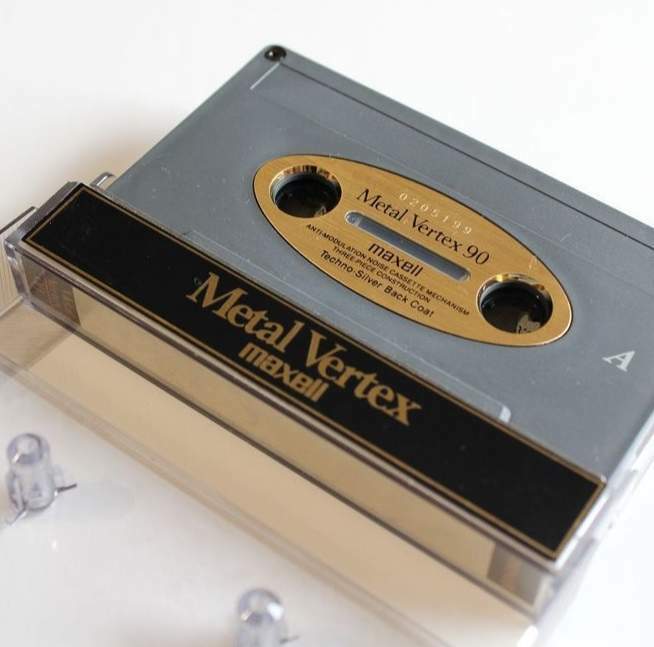 0205199
Metal Vertex 90
maxell
ANTI-MODULATION NOISE CASSETTE MECHANISM
THREE-PIECE CONSTRUCTION
Techno Silver Back Coat
A
Metal Vertex
maxell